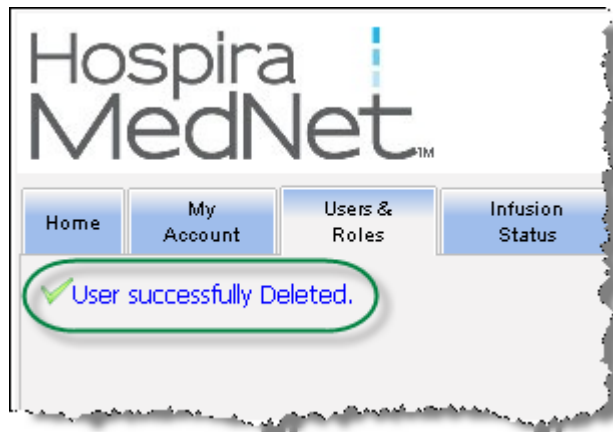 Hospira
MedNet™
Home
My
Account
Users &
Roles
Infusion
Status
User successfully Deleted.